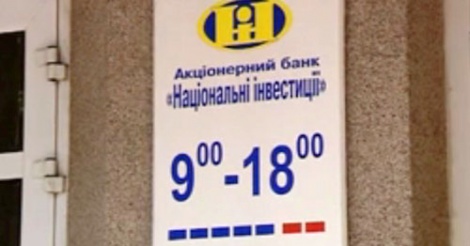 Акціонерний банк
«Національні інвестиції»
9⁰⁰-18⁰⁰